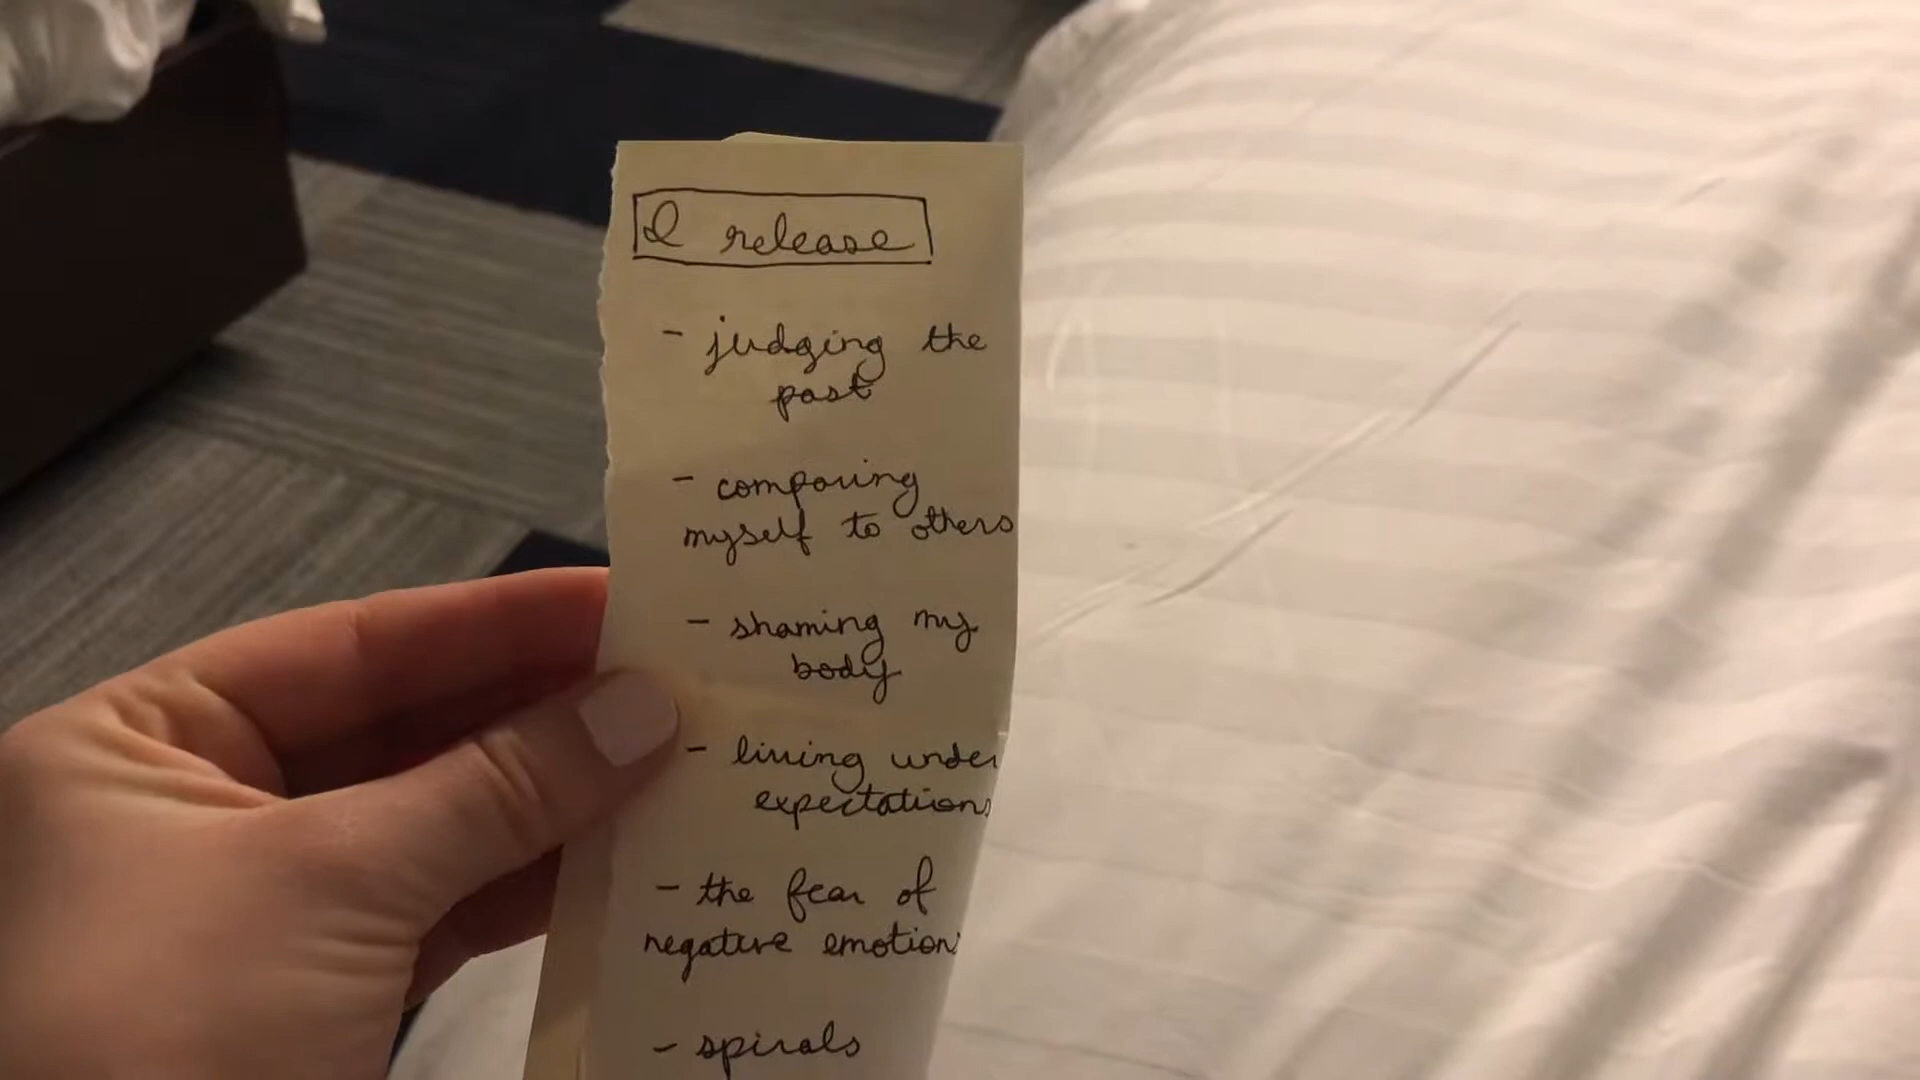 I release
- judging the
past
- comparing
myself to others
- shaming my
body
- living under
expectations
- the fear of
negative emotions
- spirals